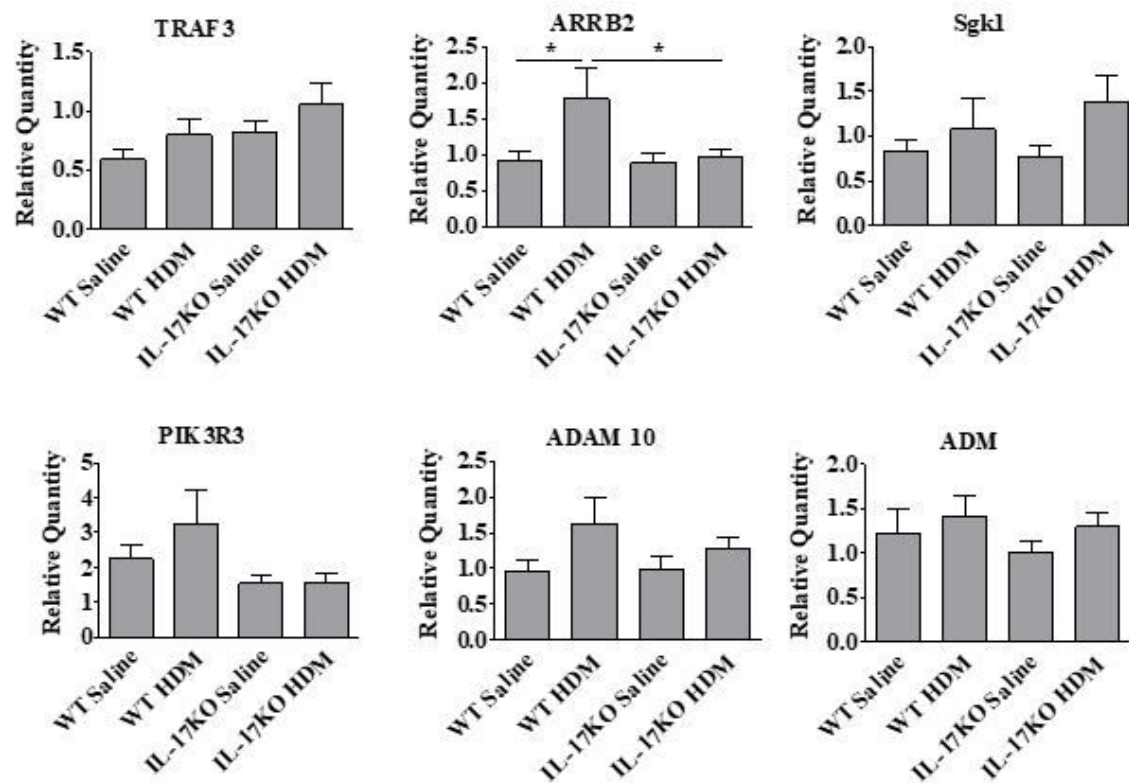 TRAF3
Relative Quantity
1.5
1.0
0.5
0.0
WT Saline
WT HDM
IL-17KO Saline
IL-17KO HDM
ARRB2
Relative Quantity
2.5
2.0
1.5
1.0
0.5
0.0
*
*
WT Saline
WT HDM
IL-17KO Saline
IL-17KO HDM
Sgk1
Relative Quantity
2.0
1.5
1.0
0.5
0.0
WT Saline
WT HDM
IL-17KO Saline
IL-17KO HDM
PIK3R3
Relative Quantity
5
4
3
2
1
0
WT Saline
WT HDM
IL-17KO Saline
IL-17KO HDM
ADAM 10
Relative Quantity
2.5
2.0
1.5
1.0
0.5
0.0
WT Saline
WT HDM
IL-17KO Saline
IL-17KO HDM
ADM
Relative Quantity
2.0
1.5
1.0
0.5
0.0
WT Saline
WT HDM
IL-17KO Saline
IL-17KO HDM